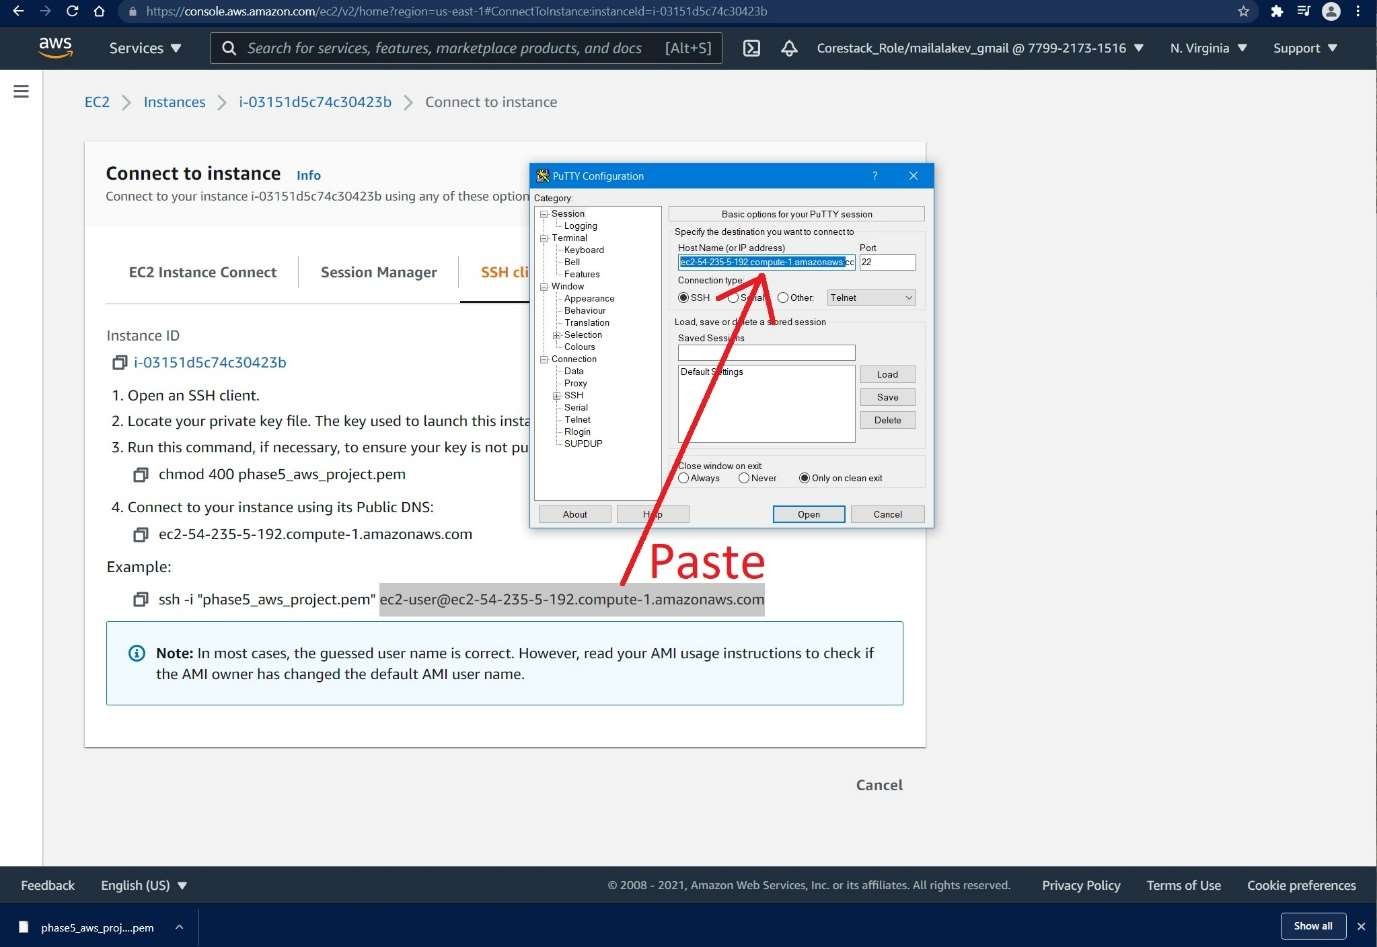 https://console.aws.amazon.com/ec2/v2/home?region=us-east-1#ConnectToInstance:instanceId=i-03151d5c74c30423b
aws
Services
Search for services, features, marketplace products, and docs
[Alt+S]
Corestack_Role/mailalakev_gmail @ 7799-2173-1516
N. Virginia
Support
EC2
Instances
i-03151d5c74c30423b
Connect to instance
Connect to instance Info
Connect to your instance i-03151d5c74c30423b using any of these option
EC2 Instance Connect
Session Manager
SSH cli
Instance ID
i-03151d5c74c30423b
1. Open an SSH client.
2. Locate your private key file. The key used to launch this insta
3. Run this command, if necessary, to ensure your key is not pu
chmod 400 phase5_aws_project.pem
4. Connect to your instance using its Public DNS:
ec2-54-235-5-192.compute-1.amazonaws.com
Example:
ssh -i "phase5_aws_project.pem" ec2-user@ec2-54-235-5-192.compute-1.amazonaws.com
Note: In most cases, the guessed user name is correct. However, read your AMI usage instructions to check if
the AMI owner has changed the default AMI user name.
Cancel
PuTTY Configuration
?
Category:
Session
Logging
Terminal
Keyboard
Bell
Features
Window
Appearance
Behaviour
Translation
Selection
Colours
Connection
Data
Proxy
SSH
Serial
Telnet
Rlogin
SUPDUP
Basic options for your PuTTY session
Specify the destination you want to connect to
Host Name (or IP address)
Port
ec2-54-235-5-192.compute-1.amazonaws.cc
22
Connection type:
SSH
Serial
Other:
Telnet
Load, save or delete a stored session
Saved Sessions
Default Settings
Load
Save
Delete
Close window on exit
Always
Never
Only on clean exit
About
Help
Open
Cancel
Paste
Feedback
English (US)
© 2008 - 2021, Amazon Web Services, Inc. or its affiliates. All rights reserved.
Privacy Policy
Terms of Use
Cookie preferences
phase5_aws_proj....pem
Show all